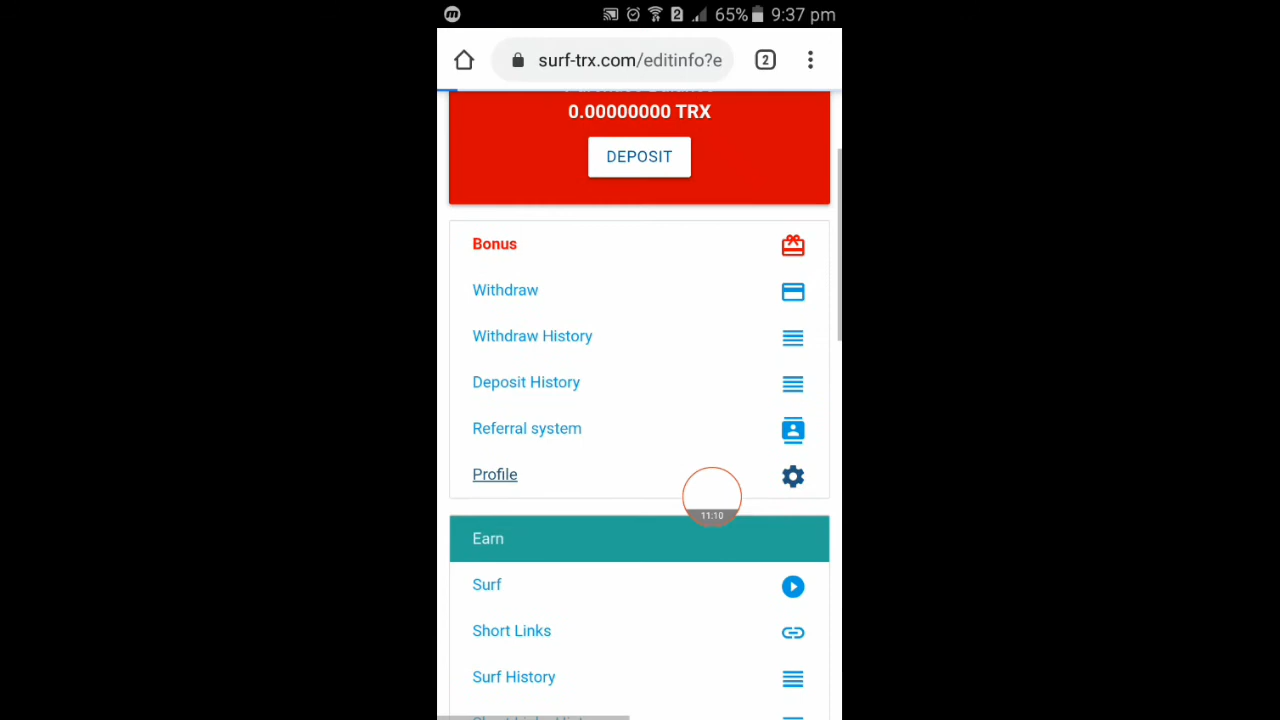 65% 9:37 pm
surf-trx.com/editinfo?e
2
0.00000000 TRX
DEPOSIT
Bonus
Withdraw
Withdraw History
Deposit History
Referral system
Profile
11:10
Earn
Surf
Short Links
Surf History